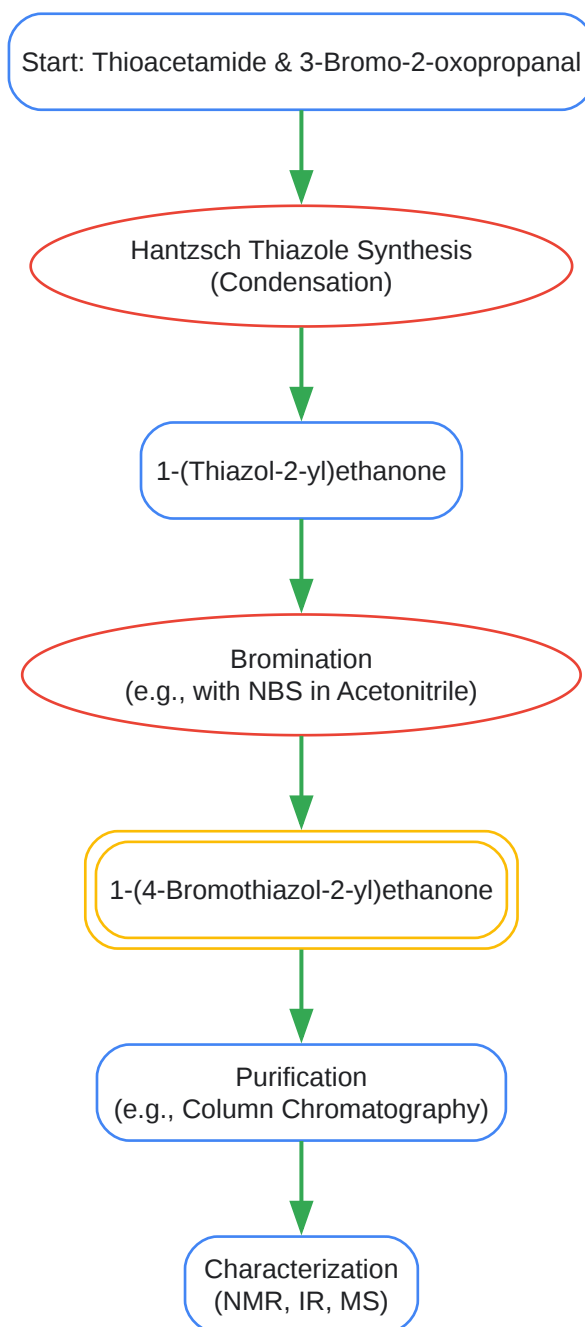 Start: Thioacetamide & 3-Bromo-2-oxopropanal
Hantzsch Thiazole Synthesis
(Condensation)
1-(Thiazol-2-yl)ethanone
Bromination
(e.g., with NBS in Acetonitrile)
1-(4-Bromothiazol-2-yl)ethanone
Purification
(e.g., Column Chromatography)
Characterization
(NMR, IR, MS)